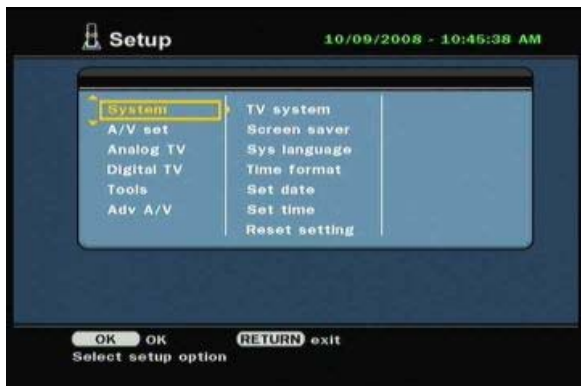 Setup
10/09/2008 - 10:45:38 AM
System
A/V set
Analog TV
Digital TV
Tools
Adv A/V
TV system
Screen saver
Sys language
Time format
Set date
Set time
Reset setting
OK OK
RETURN exit
Select setup option